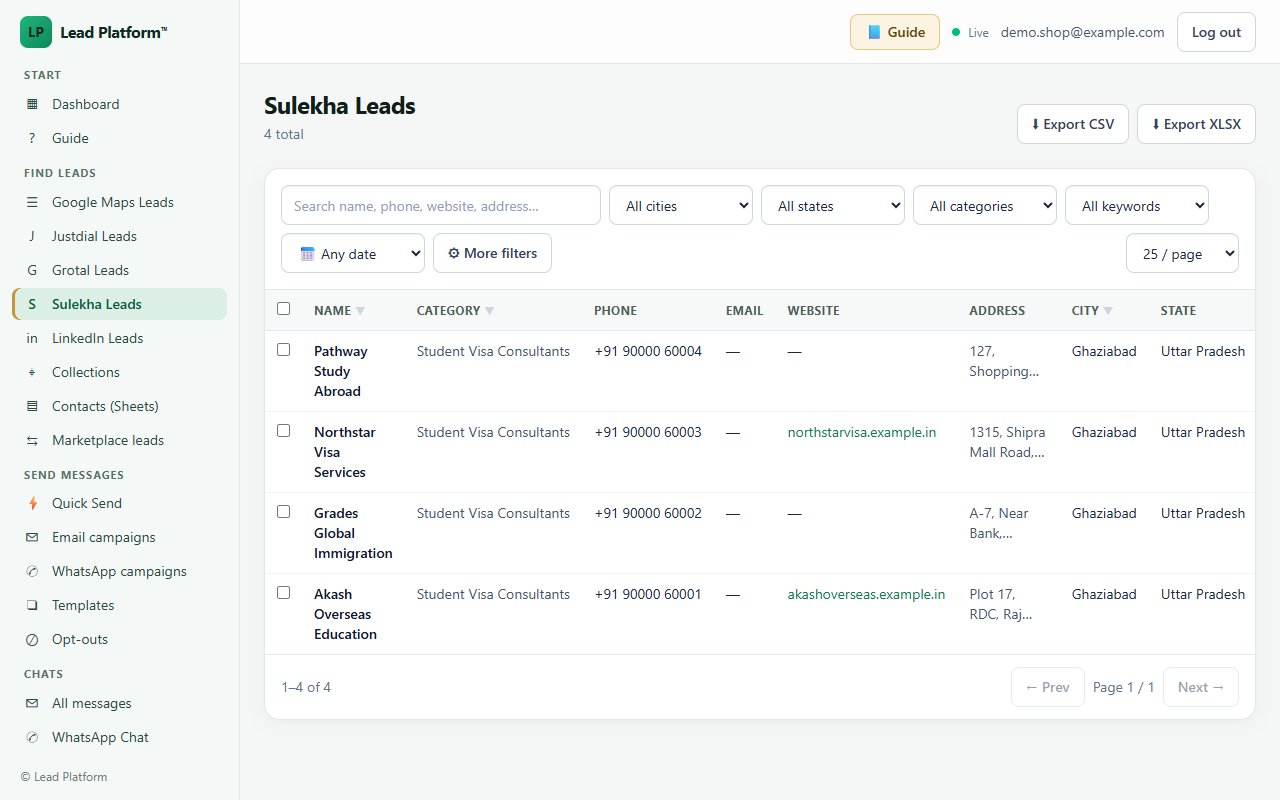 LP Lead Platform™
START
Dashboard
? Guide
FIND LEADS
Google Maps Leads
J Justdial Leads
G Grotal Leads
S Sulekha Leads
in LinkedIn Leads
Collections
Contacts (Sheets)
Marketplace leads
SEND MESSAGES
Quick Send
Email campaigns
WhatsApp campaigns
Templates
Opt-outs
CHATS
All messages
WhatsApp Chat
© Lead Platform
Guide
Live
demo.shop@example.com
Log out
Sulekha Leads
4 total
Export CSV
Export XLSX
Search name, phone, website, address...
All cities
All states
All categories
All keywords
Any date
More filters
25 / page
NAME CATEGORY PHONE EMAIL WEBSITE ADDRESS CITY STATE
Pathway Student Visa Consultants +91 90000 60004 — — 127, Ghaziabad Uttar Pradesh
Study Shopping...
Abroad
Northstar Student Visa Consultants +91 90000 60003 — northstarvisa.example.in 1315, Shipra Ghaziabad Uttar Pradesh
Visa Mall Road,...
Services
Grades Student Visa Consultants +91 90000 60002 — — A-7, Near Ghaziabad Uttar Pradesh
Global Bank,...
Immigration
Akash Student Visa Consultants +91 90000 60001 — akashoverseas.example.in Plot 17, Ghaziabad Uttar Pradesh
Overseas RDC, Raj...
Education
1–4 of 4
← Prev
Page 1 / 1
Next →